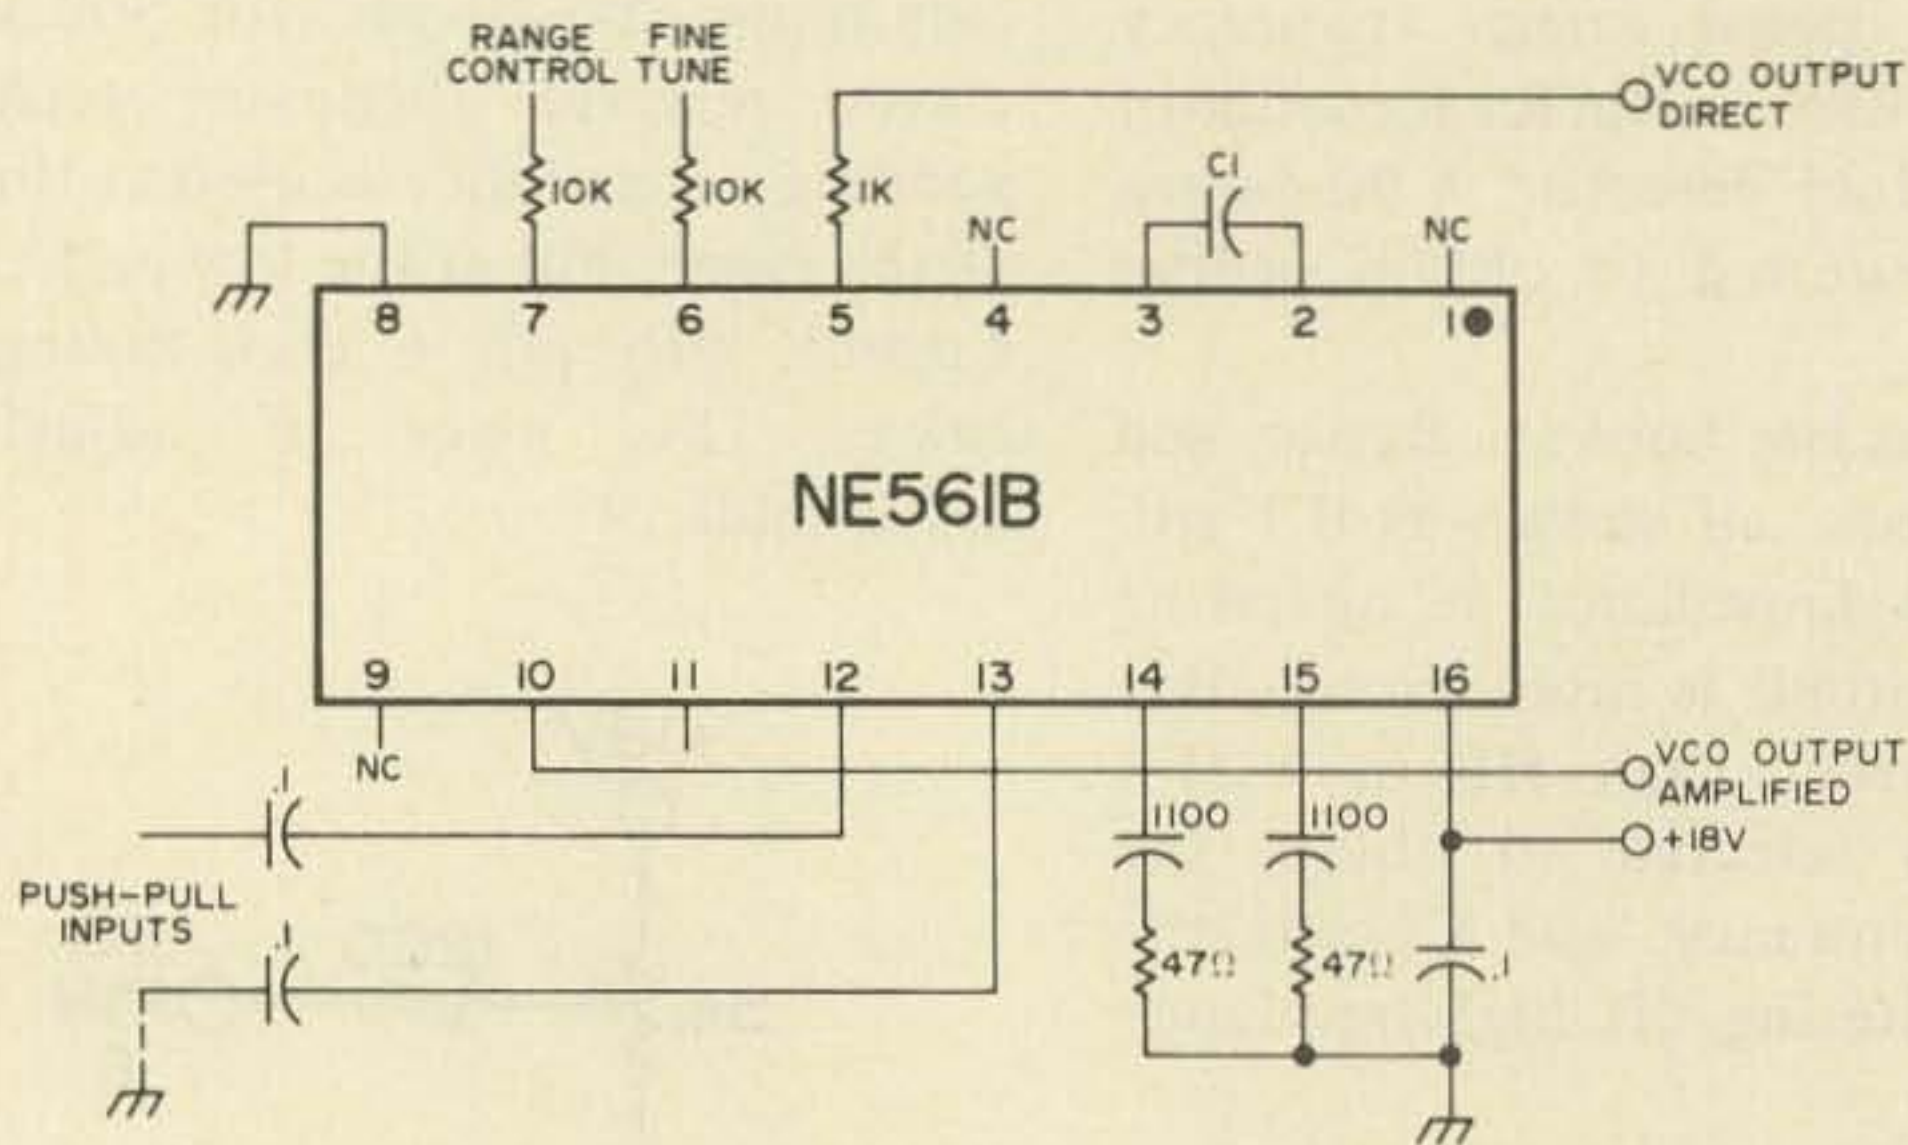 RANGE CONTROL
FINE TUNE
VCO OUTPUT
DIRECT
10K
10K
1K
C1
NC
NC
8
7
6
5
4
3
2
1
NE561B
9
10
11
12
13
14
15
16
NC
VCO OUTPUT
AMPLIFIED
+18V
.1
1100
1100
PUSH-PULL
INPUTS
.1
47Ω
47Ω
.1